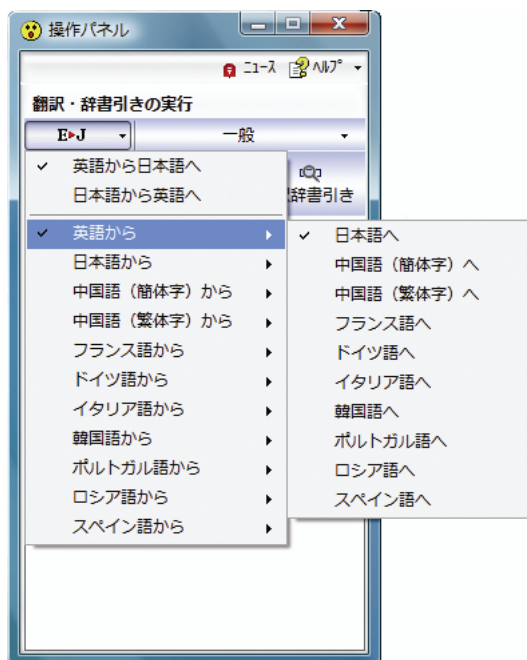 操作パネル
ニュース ヘルプ
翻訳・辞書引きの実行
E▶J 一般
✓ 英語から日本語へ
日本語から英語へ
辞書引き
✓ 英語から
日本語から
中国語（簡体字）から
中国語（繁体字）から
フランス語から
ドイツ語から
イタリア語から
韓国語から
ポルトガル語から
ロシア語から
スペイン語から
✓ 日本語へ
中国語（簡体字）へ
中国語（繁体字）へ
フランス語へ
ドイツ語へ
イタリア語へ
韓国語へ
ポルトガル語へ
ロシア語へ
スペイン語へ